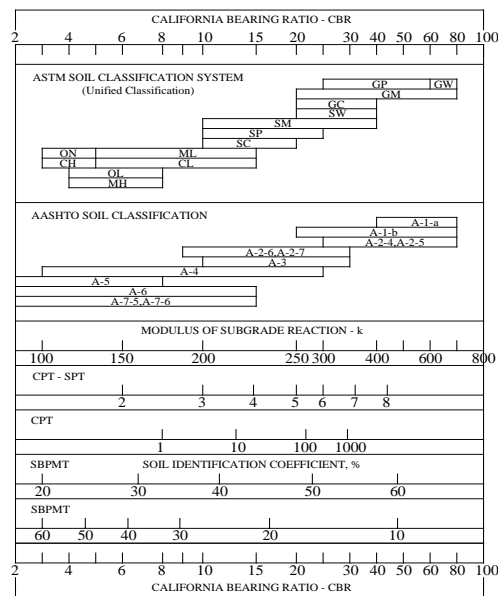 CALIFORNIA BEARING RATIO - CBR
2 4 6 8 10 15 20 30 40 50 60 80 100
ASTM SOIL CLASSIFICATION SYSTEM
(Unified Classification)
GP GW
GM
GC
SW
SM
SP
SC
ON ML
CH CL
OL
MH
AASHTO SOIL CLASSIFICATION
A-1-a
A-1-b
A-2-4,A-2-5
A-2-6,A-2-7
A-3
A-4
A-5
A-6
A-7-5,A-7-6
MODULUS OF SUBGRADE REACTION - k
100 150 200 250 300 400 600 800
CPT - SPT
2 3 4 5 6 7 8
CPT
1 10 100 1000
SBPMT SOIL IDENTIFICATION COEFFICIENT, %
20 30 40 50 60
SBPMT
60 50 40 30 20 10
2 4 6 8 10 15 20 30 40 50 60 80 100
CALIFORNIA BEARING RATIO - CBR